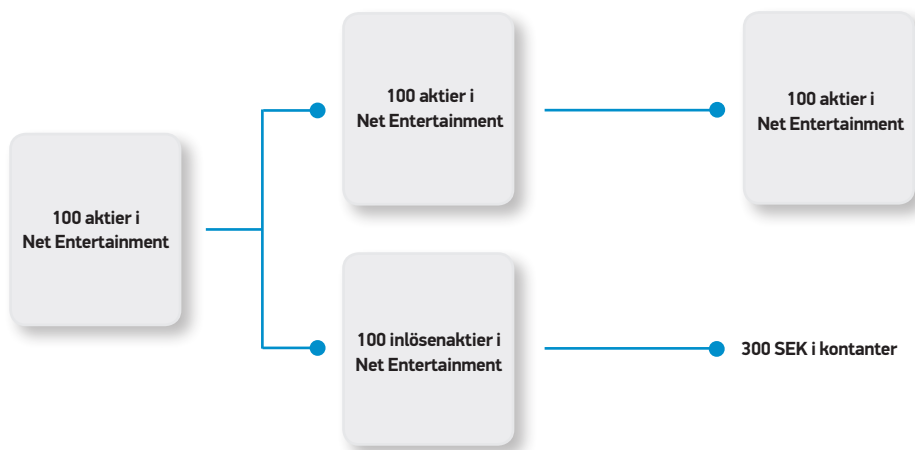 100 aktier i
Net Entertainment
100 aktier i
Net Entertainment
100 aktier i
Net Entertainment
100 inlösenaktier i
Net Entertainment
300 SEK i kontanter